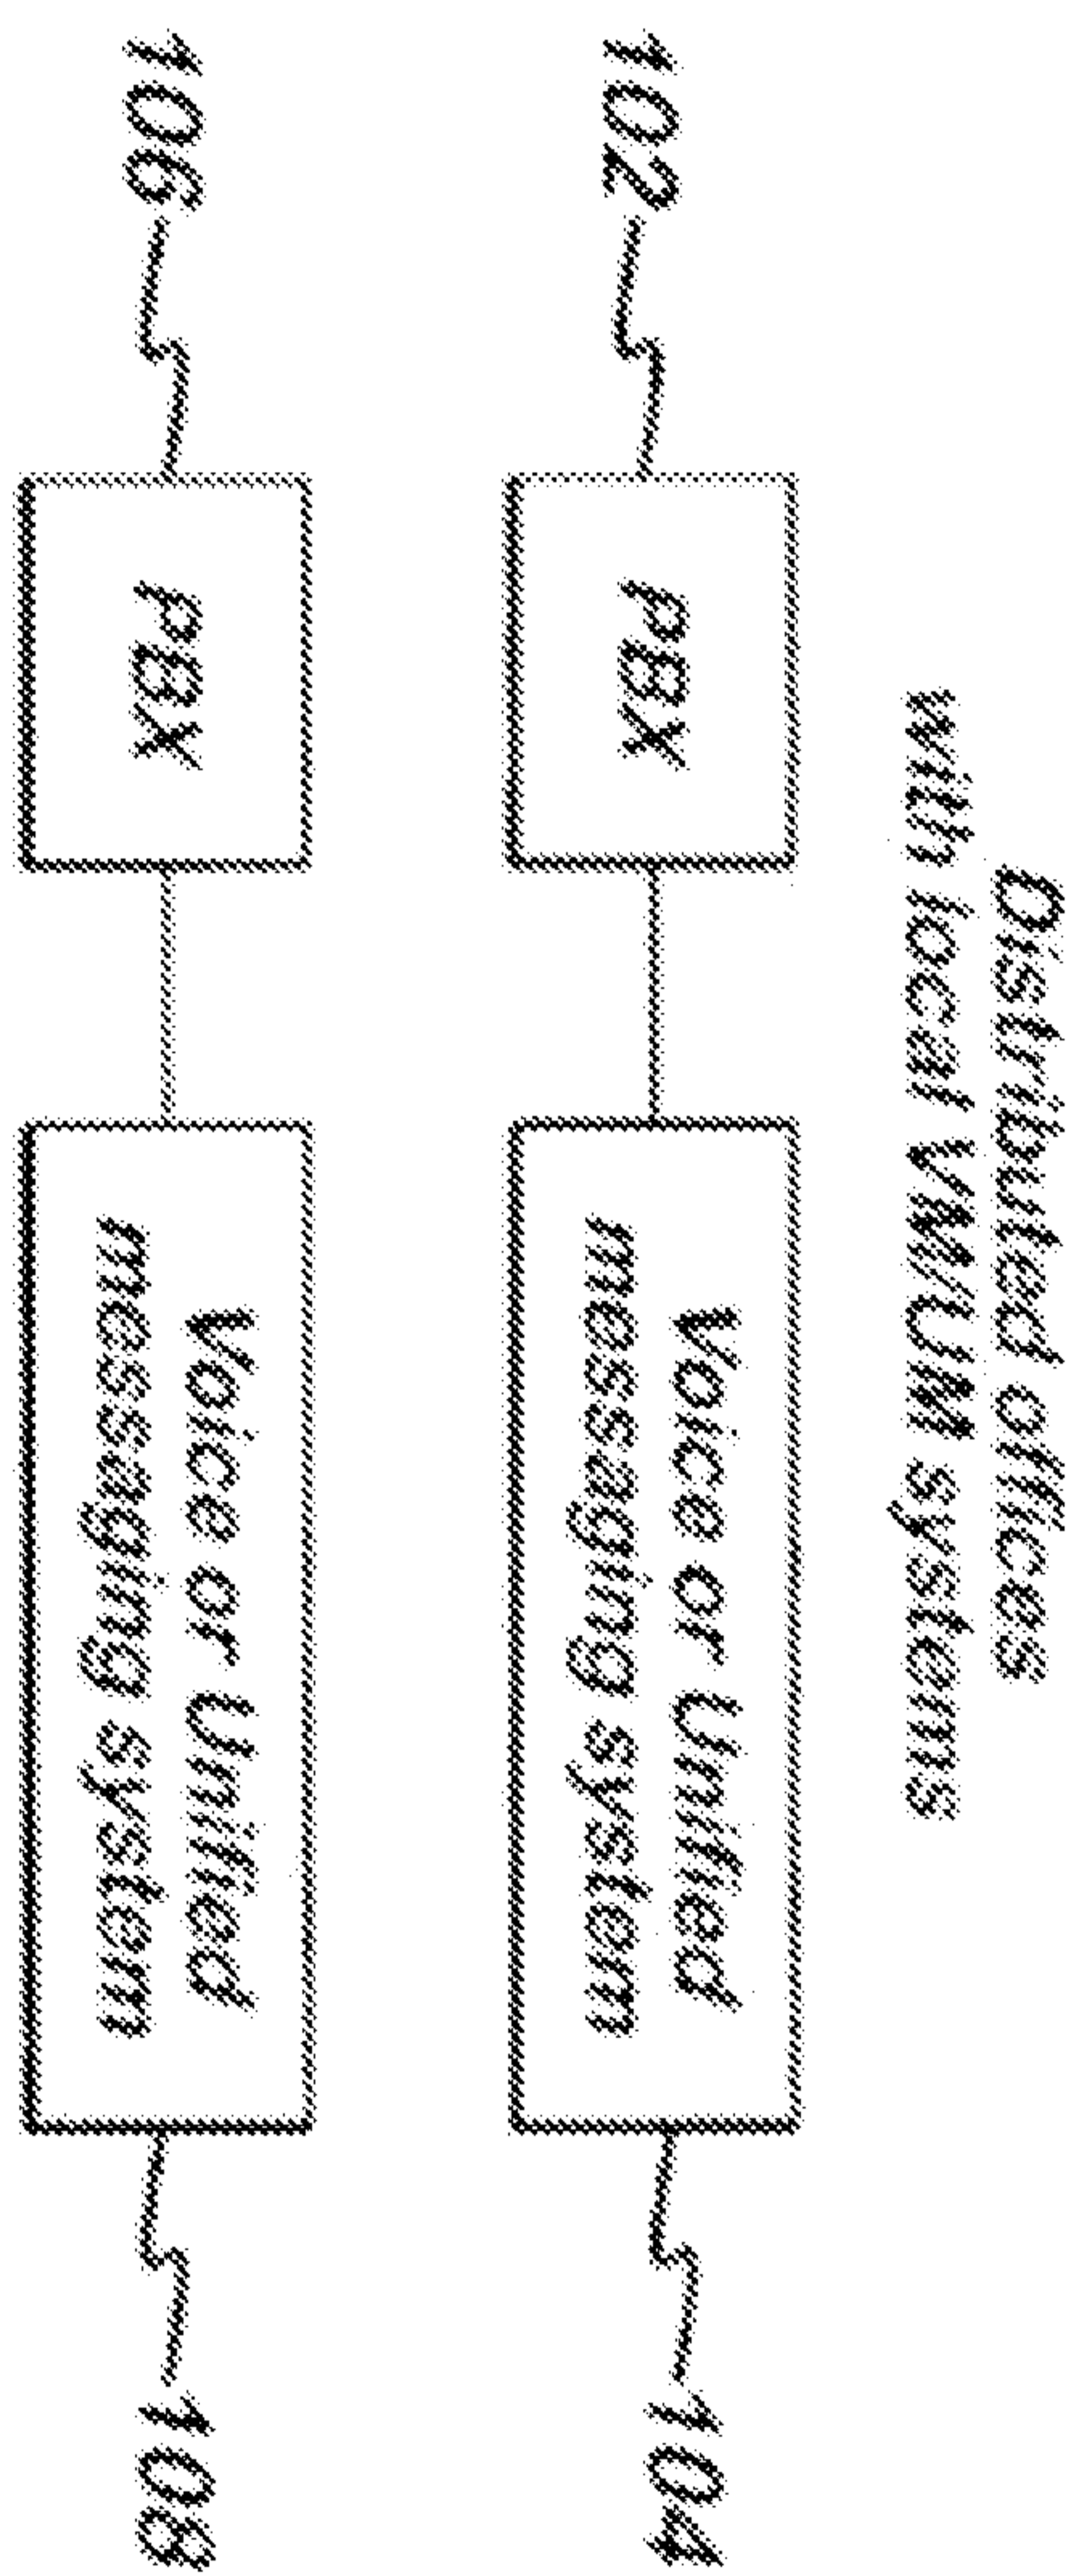 Distributed offices
with local VM/UM systems
102
PBX
Voice or Unified
messaging system
104
106
PBX
Voice or Unified
messaging system
108